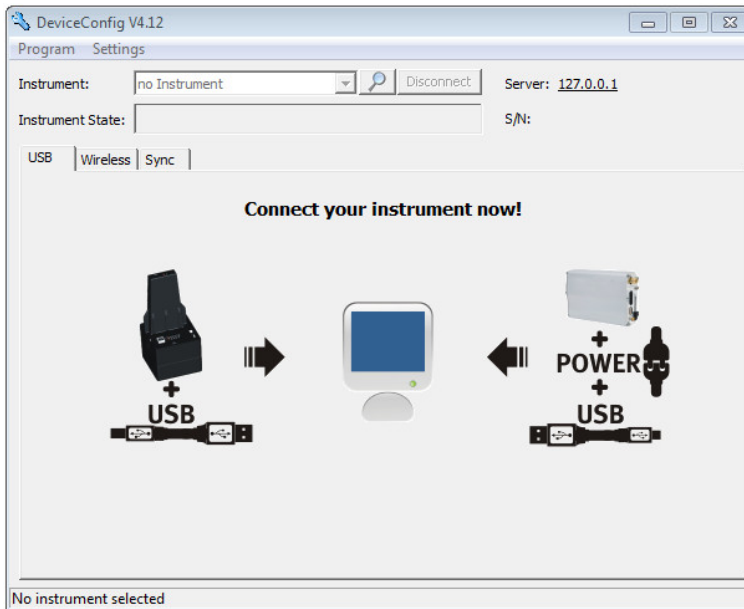 DeviceConfig V4.12
Program Settings
Instrument: no Instrument Disconnect Server: 127.0.0.1
Instrument State: S/N:
USB Wireless Sync
Connect your instrument now!
+
POWER
+ +
USB USB
No instrument selected